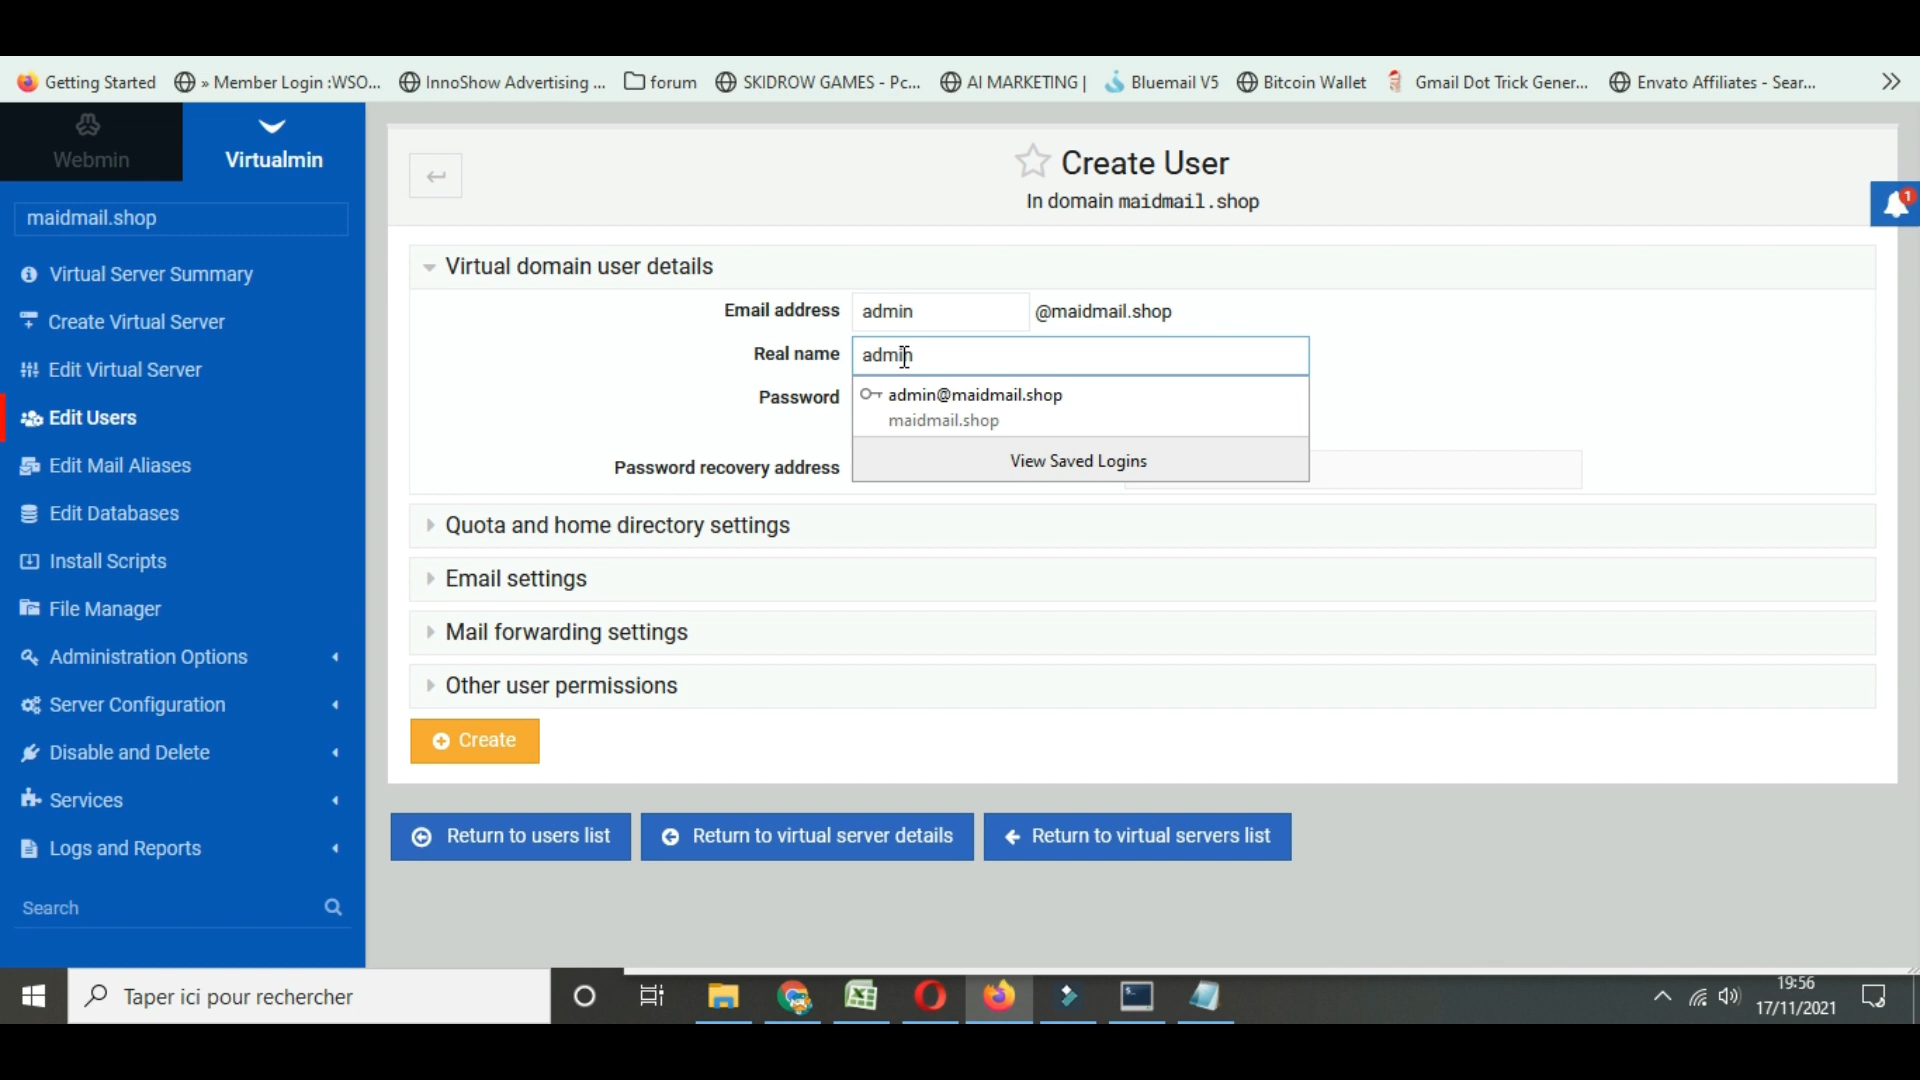 Getting Started
» Member Login :WSO...
InnoShow Advertising ...
forum
SKIDROW GAMES - Pc...
AI MARKETING |
Bluemail V5
Bitcoin Wallet
Gmail Dot Trick Gener...
Envato Affiliates - Sear...
Webmin
Virtualmin
maidmail.shop
Virtual Server Summary
Create Virtual Server
Edit Virtual Server
Edit Users
Edit Mail Aliases
Edit Databases
Install Scripts
File Manager
Administration Options
Server Configuration
Disable and Delete
Services
Logs and Reports
Search
Create User
In domain maidmail.shop
1
Virtual domain user details
Email address admin @maidmail.shop
Real name admin
Password admin@maidmail.shop
maidmail.shop
View Saved Logins
Password recovery address
Quota and home directory settings
Email settings
Mail forwarding settings
Other user permissions
Create
Return to users list
Return to virtual server details
Return to virtual servers list
Taper ici pour rechercher
19:56
17/11/2021